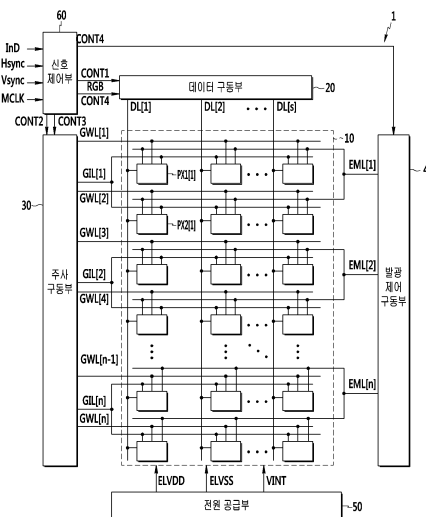 60
1
CONT4
InD
Hsync
Vsync
MCLK
신호
제어부
CONT1
RGB
CONT4
데이터 구동부
20
CONT2
CONT3
DL[1]
DL[2]
DL[s]
GWL[1]
10
GIL[1]
PX1[1]
EML[1]
GWL[2]
30
PX2[1]
GWL[3]
주사
구동부
GIL[2]
EML[2]
발광
제어
구동부
GWL[4]
GWL[n-1]
GIL[n]
EML[n]
GWL[n]
ELVDD
ELVSS
VINT
전원 공급부
50